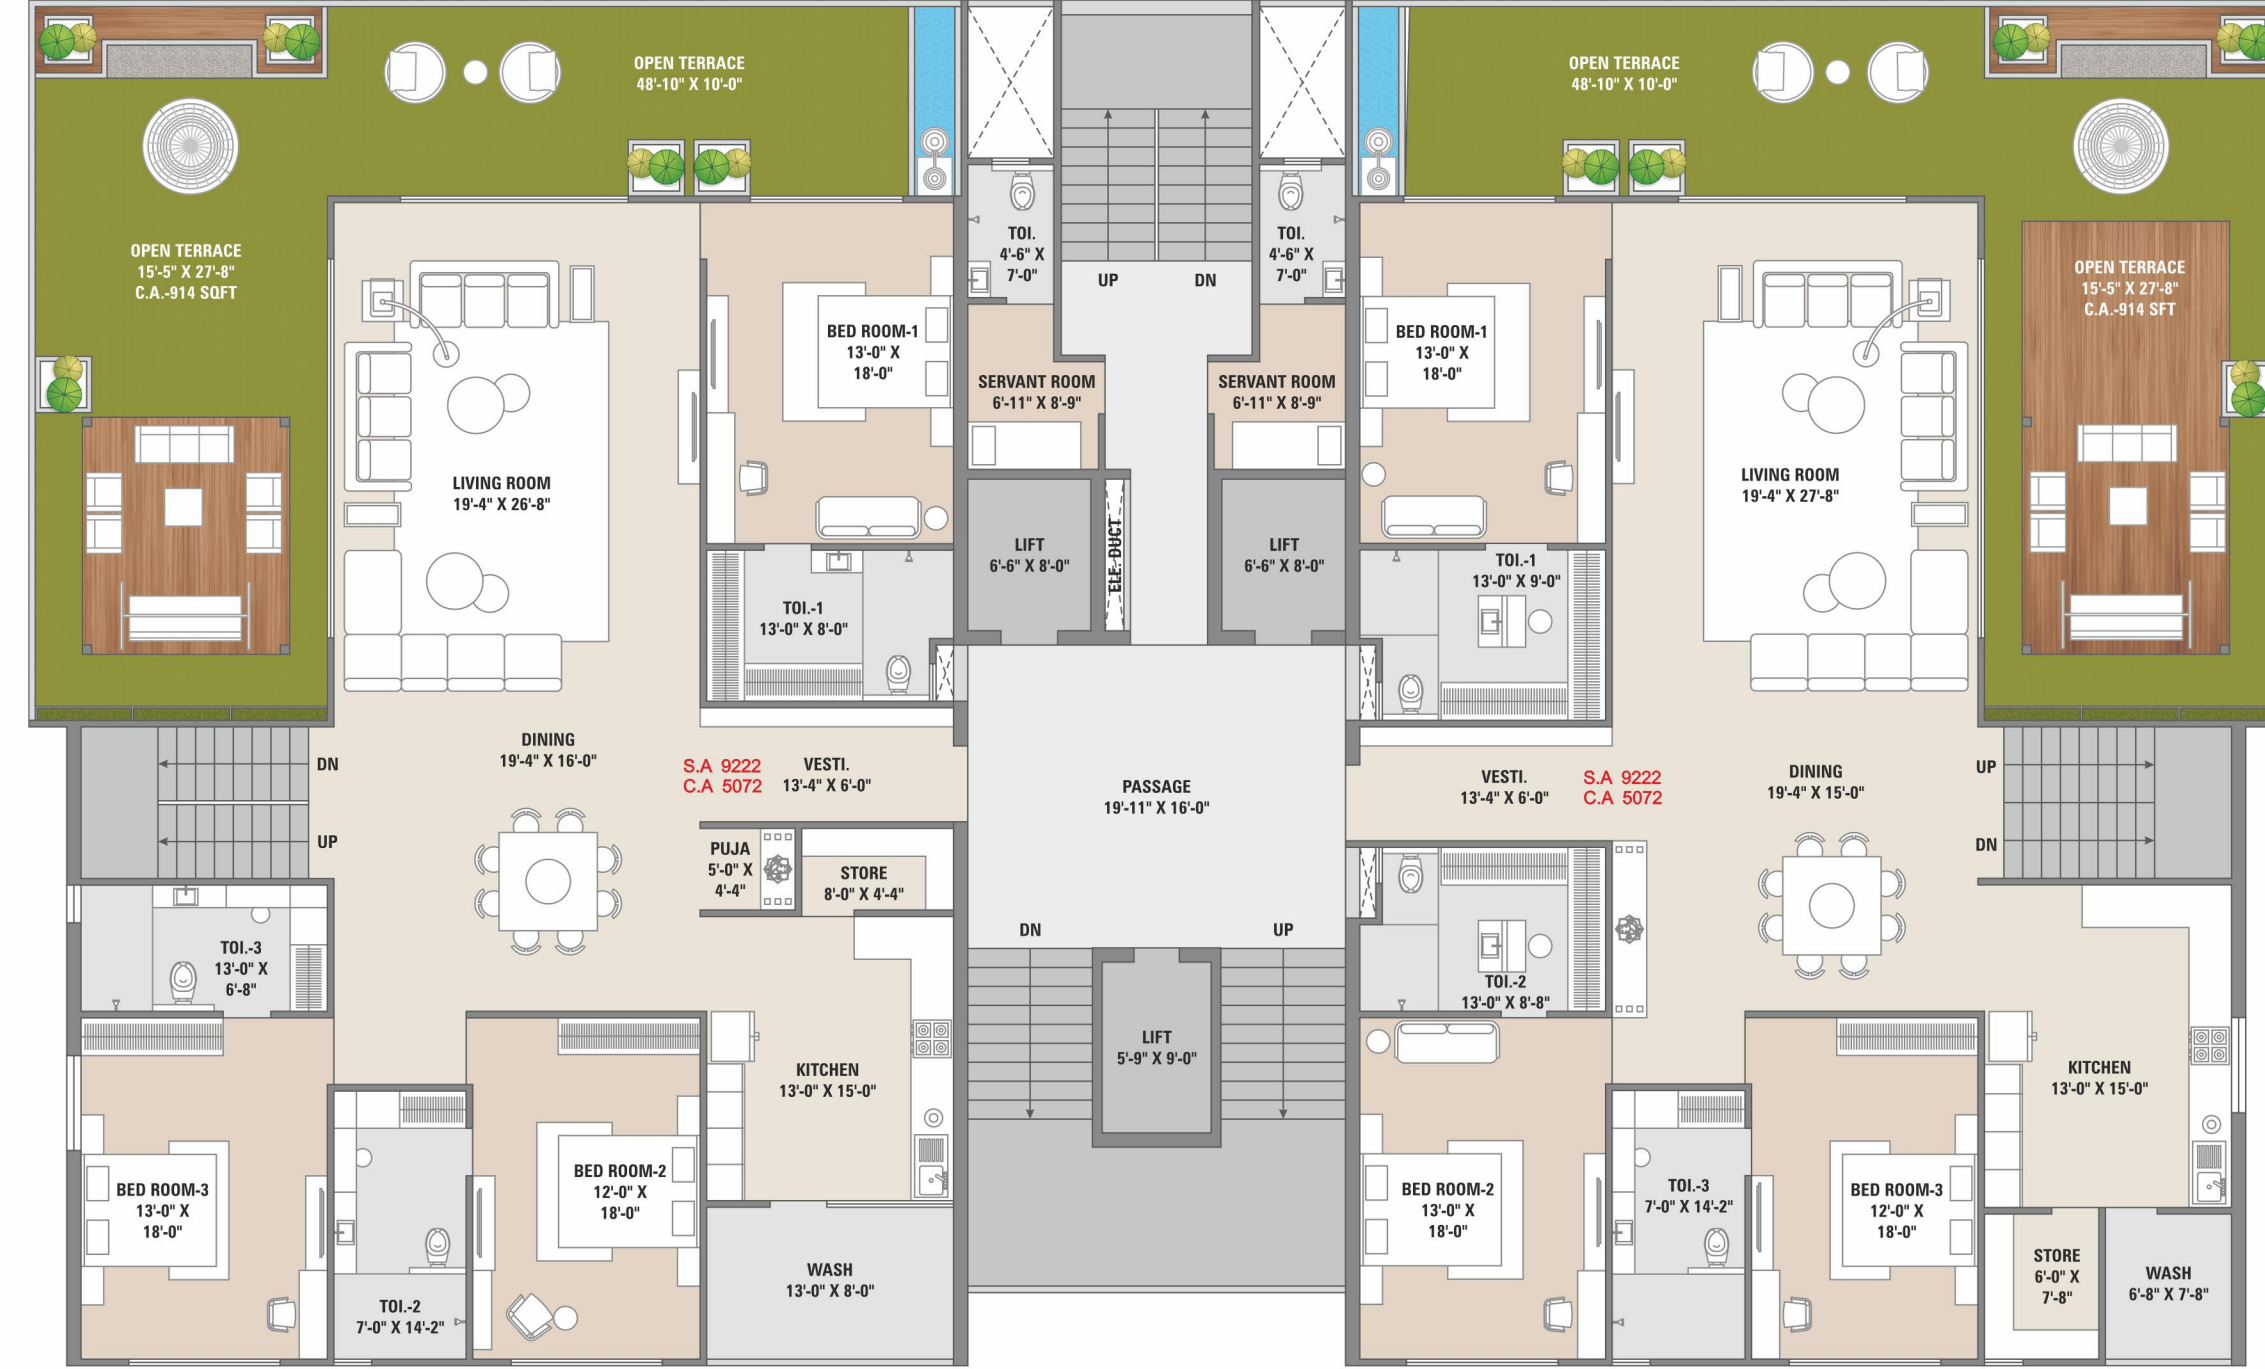 OPEN TERRACE
48'-10" X 10'-0"
OPEN TERRACE
48'-10" X 10'-0"
OPEN TERRACE
15'-5" X 27'-8"
C.A.-914 SQFT
TOI.
4'-6" X
7'-0"
UP
DN
TOI.
4'-6" X
7'-0"
OPEN TERRACE
15'-5" X 27'-8"
C.A.-914 SFT
BED ROOM-1
13'-0" X
18'-0"
SERVANT ROOM
6'-11" X 8'-9"
SERVANT ROOM
6'-11" X 8'-9"
BED ROOM-1
13'-0" X
18'-0"
LIVING ROOM
19'-4" X 26'-8"
LIVING ROOM
19'-4" X 27'-8"
LIFT
6'-6" X 8'-0"
ELE. DUCT
LIFT
6'-6" X 8'-0"
TOI.-1
13'-0" X 8'-0"
TOI.-1
13'-0" X 9'-0"
DN
UP
DINING
19'-4" X 16'-0"
S.A 9222
C.A 5072
VESTI.
13'-4" X 6'-0"
PASSAGE
19'-11" X 16'-0"
VESTI.
13'-4" X 6'-0"
S.A 9222
C.A 5072
DINING
19'-4" X 15'-0"
UP
DN
PUJA
5'-0" X
4'-4"
STORE
8'-0" X 4'-4"
TOI.-3
13'-0" X
6'-8"
DN
UP
TOI.-2
13'-0" X 8'-8"
LIFT
5'-9" X 9'-0"
KITCHEN
13'-0" X 15'-0"
KITCHEN
13'-0" X 15'-0"
BED ROOM-3
13'-0" X
18'-0"
BED ROOM-2
12'-0" X
18'-0"
BED ROOM-2
13'-0" X
18'-0"
TOI.-3
7'-0" X 14'-2"
BED ROOM-3
12'-0" X
18'-0"
TOI.-2
7'-0" X 14'-2"
WASH
13'-0" X 8'-0"
STORE
6'-0" X
7'-8"
WASH
6'-8" X 7'-8"